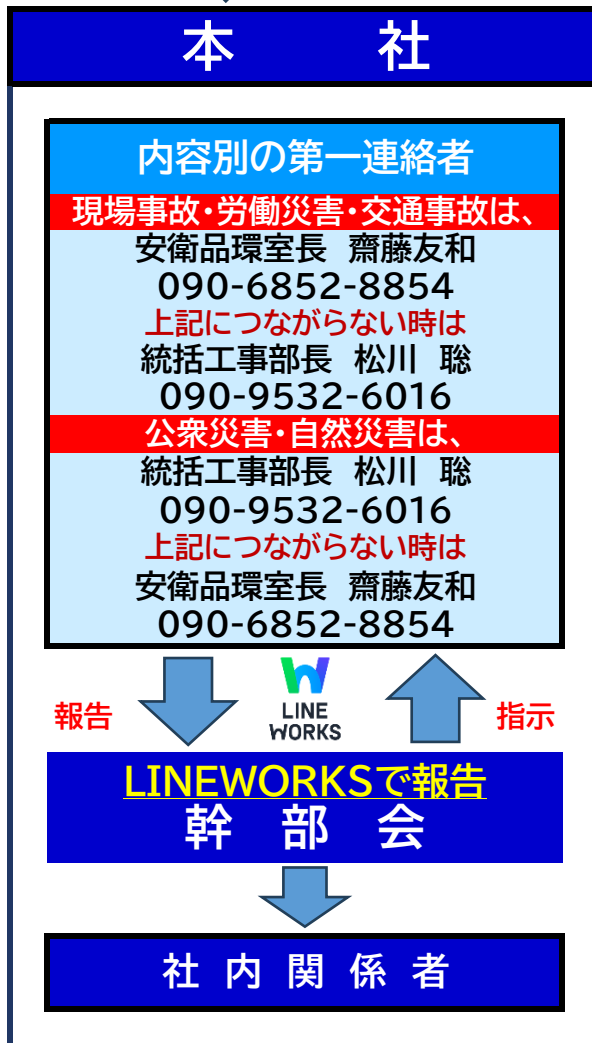 本　社
内容別の第一連絡者
現場事故・労働災害・交通事故は、
安衛品環室長　齋藤友和
090-6852-8854
上記につながらない時は
統括工事部長　松川　聡
090-9532-6016
公衆災害・自然災害は、
統括工事部長　松川　聡
090-9532-6016
上記につながらない時は
安衛品環室長　齋藤友和
090-6852-8854
報告
LINE
WORKS
指示
LINEWORKSで報告
幹　部　会
社 内 関 係 者